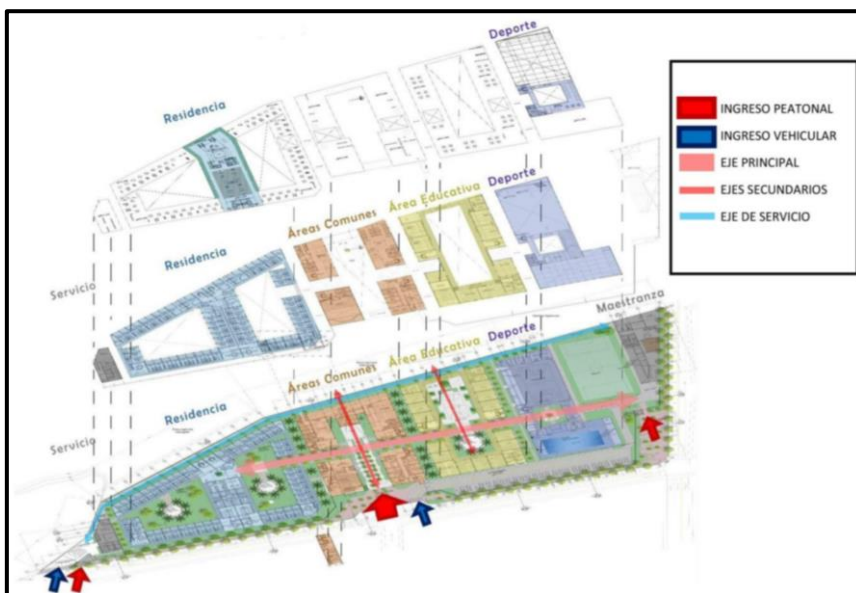 Deporte
Residencia
INGRESO PEATONAL
INGRESO VEHICULAR
EJE PRINCIPAL
EJES SECUNDARIOS
EJE DE SERVICIO
Deporte
Área Educativa
Áreas Comunes
Residencia
Servicio
Maestranza
Deporte
Área Educativa
Áreas Comunes
Residencia
Servicio